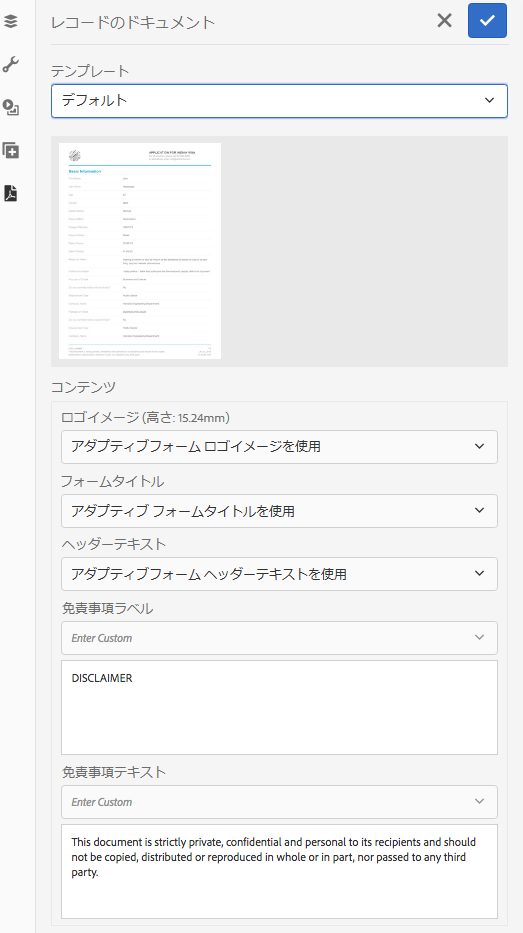 レコードのドキュメント
テンプレート
デフォルト
APPLICATION FOR INDIAN VISA
Basic Information
コンテンツ
ロゴイメージ (高さ: 15.24mm)
アダプティブフォーム ロゴイメージを使用
フォームタイトル
アダプティブ フォームタイトルを使用
ヘッダーテキスト
アダプティブフォーム ヘッダーテキストを使用
免責事項ラベル
Enter Custom
DISCLAIMER
免責事項テキスト
Enter Custom
This document is strictly private, confidential and personal to its recipients and should
not be copied, distributed or reproduced in whole or in part, nor passed to any third
party.